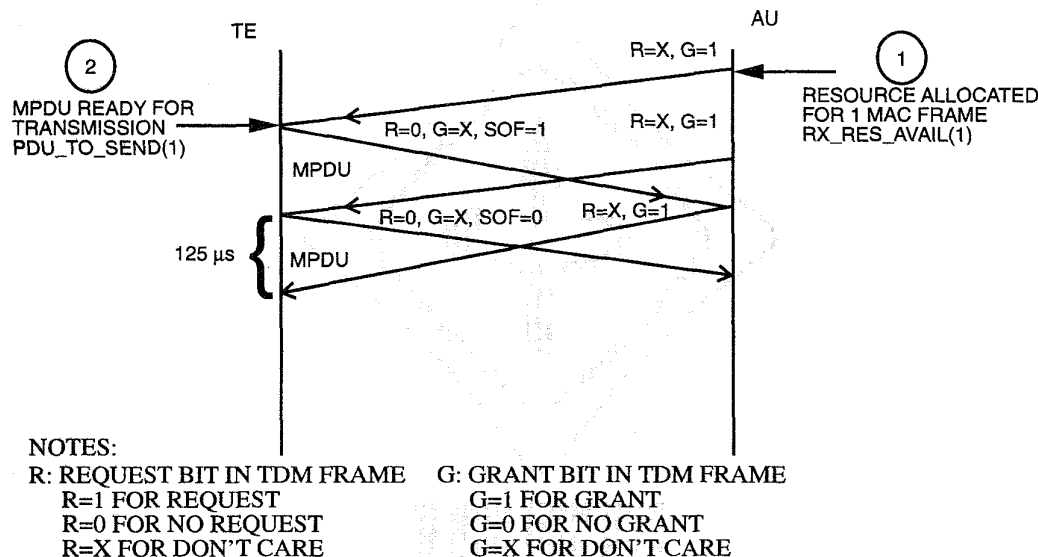 TE
AU
R=X, G=1
2
1
MPDU READY FOR
TRANSMISSION
PDU_TO_SEND(1)
RESOURCE ALLOCATED
FOR 1 MAC FRAME
RX_RES_AVAIL(1)
R=0, G=X, SOF=1
R=X, G=1
MPDU
R=0, G=X, SOF=0
R=X, G=1
125 µs
MPDU
NOTES:
R: REQUEST BIT IN TDM FRAME
R=1 FOR REQUEST
R=0 FOR NO REQUEST
R=X FOR DON'T CARE
G: GRANT BIT IN TDM FRAME
G=1 FOR GRANT
G=0 FOR NO GRANT
G=X FOR DON'T CARE